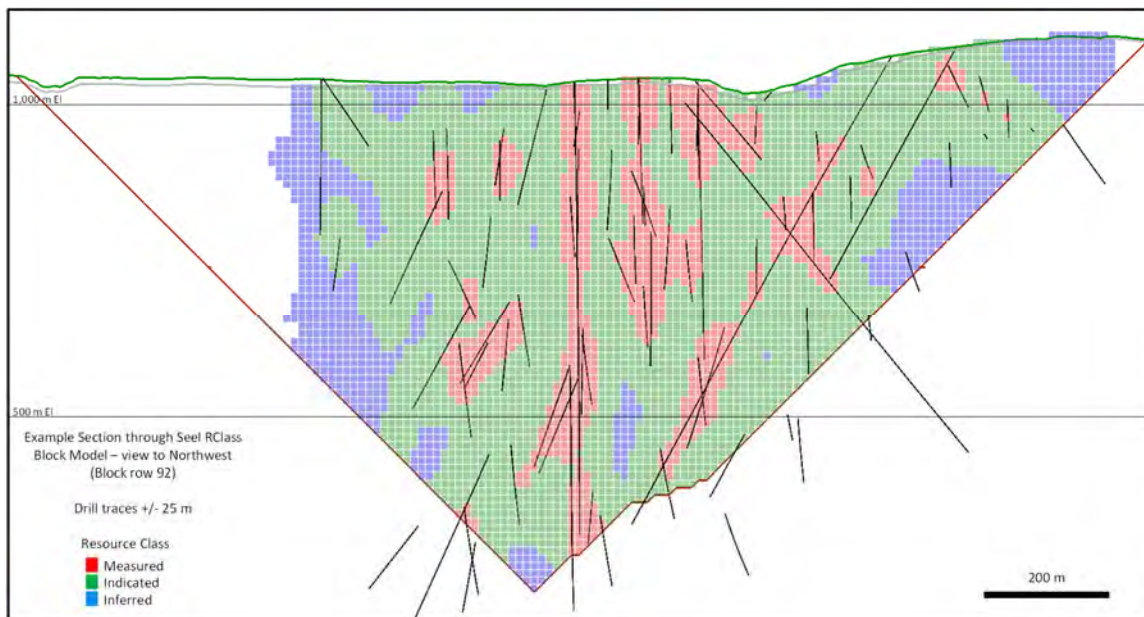 1,000 m El
500 m El
Example Section through Seel RClass
Block Model – view to Northwest
(Block row 92)
Drill traces +/- 25 m
Resource Class
Measured
Indicated
Inferred
200 m